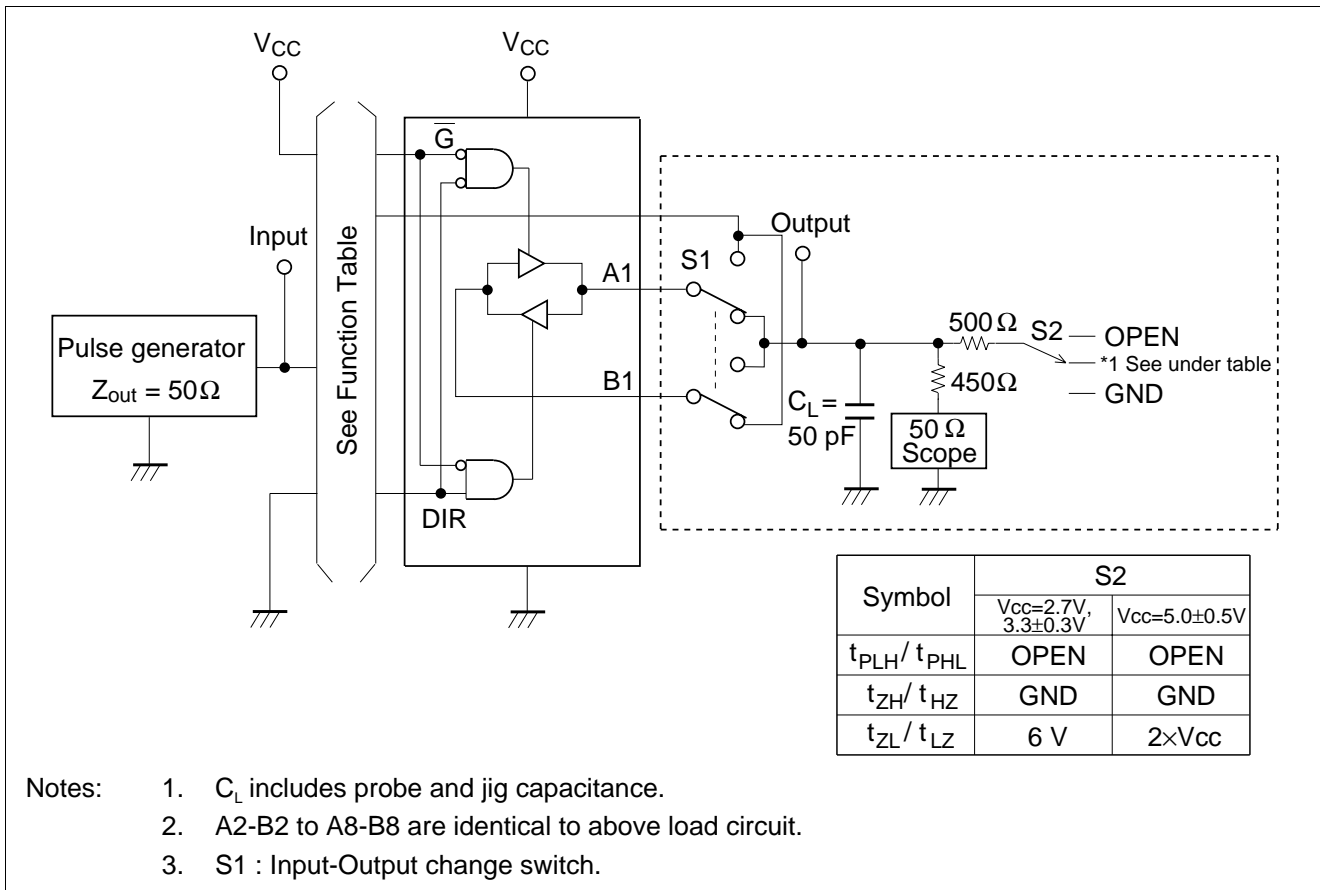 VCC
VCC
G
Input
Output
See Function Table
A1
S1
500 Ω
S2
OPEN
*1 See under table
GND
Pulse generator
Zout = 50Ω
450Ω
B1
CL =
50 pF
50 Ω
Scope
DIR
Symbol
S2
Vcc=2.7V,
3.3±0.3V
Vcc=5.0±0.5V
tPLH/ tPHL OPEN OPEN
tZH/ tHZ GND GND
tZL/ tLZ 6 V 2×Vcc
Notes: 1. CL includes probe and jig capacitance.
2. A2-B2 to A8-B8 are identical to above load circuit.
3. S1 : Input-Output change switch.